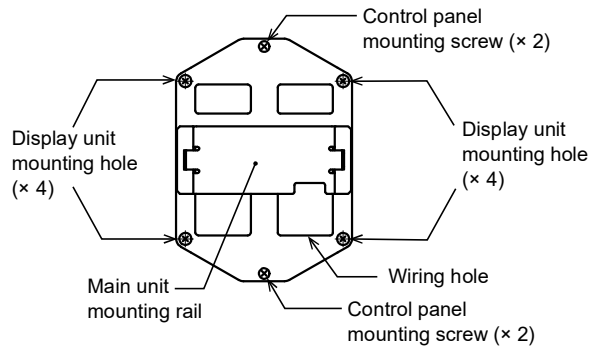 Control panel
mounting screw (× 2)
Display unit
mounting hole
(× 4)
Display unit
mounting hole
(× 4)
Main unit
mounting rail
Wiring hole
Control panel
mounting screw (× 2)